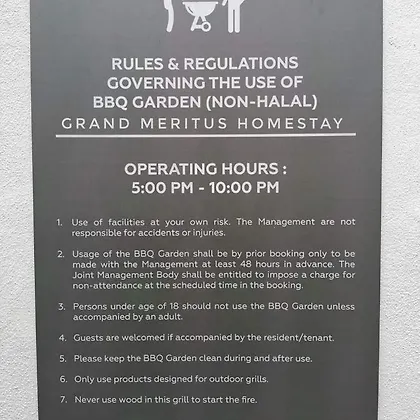 RULES & REGULATIONS
GOVERNING THE USE OF
BBQ GARDEN (NON-HALAL)
GRAND MERITUS HOMESTAY
OPERATING HOURS :
5:00 PM - 10:00 PM
1. Use of facilities at your own risk. The Management are not
responsible for accidents or injuries.
2. Usage of the BBQ Garden shall be by prior booking only to be
made with the Management at least 48 hours in advance. The
Joint Management Body shall be entitled to impose a charge for
non-attendance at the scheduled time in the booking.
3. Persons under age of 18 should not use the BBQ Garden unless
accompanied by an adult.
4. Guests are welcomed if accompanied by the resident/tenant.
5. Please keep the BBQ Garden clean during and after use.
6. Only use products designed for outdoor grills.
7. Never use wood in this grill to start the fire.